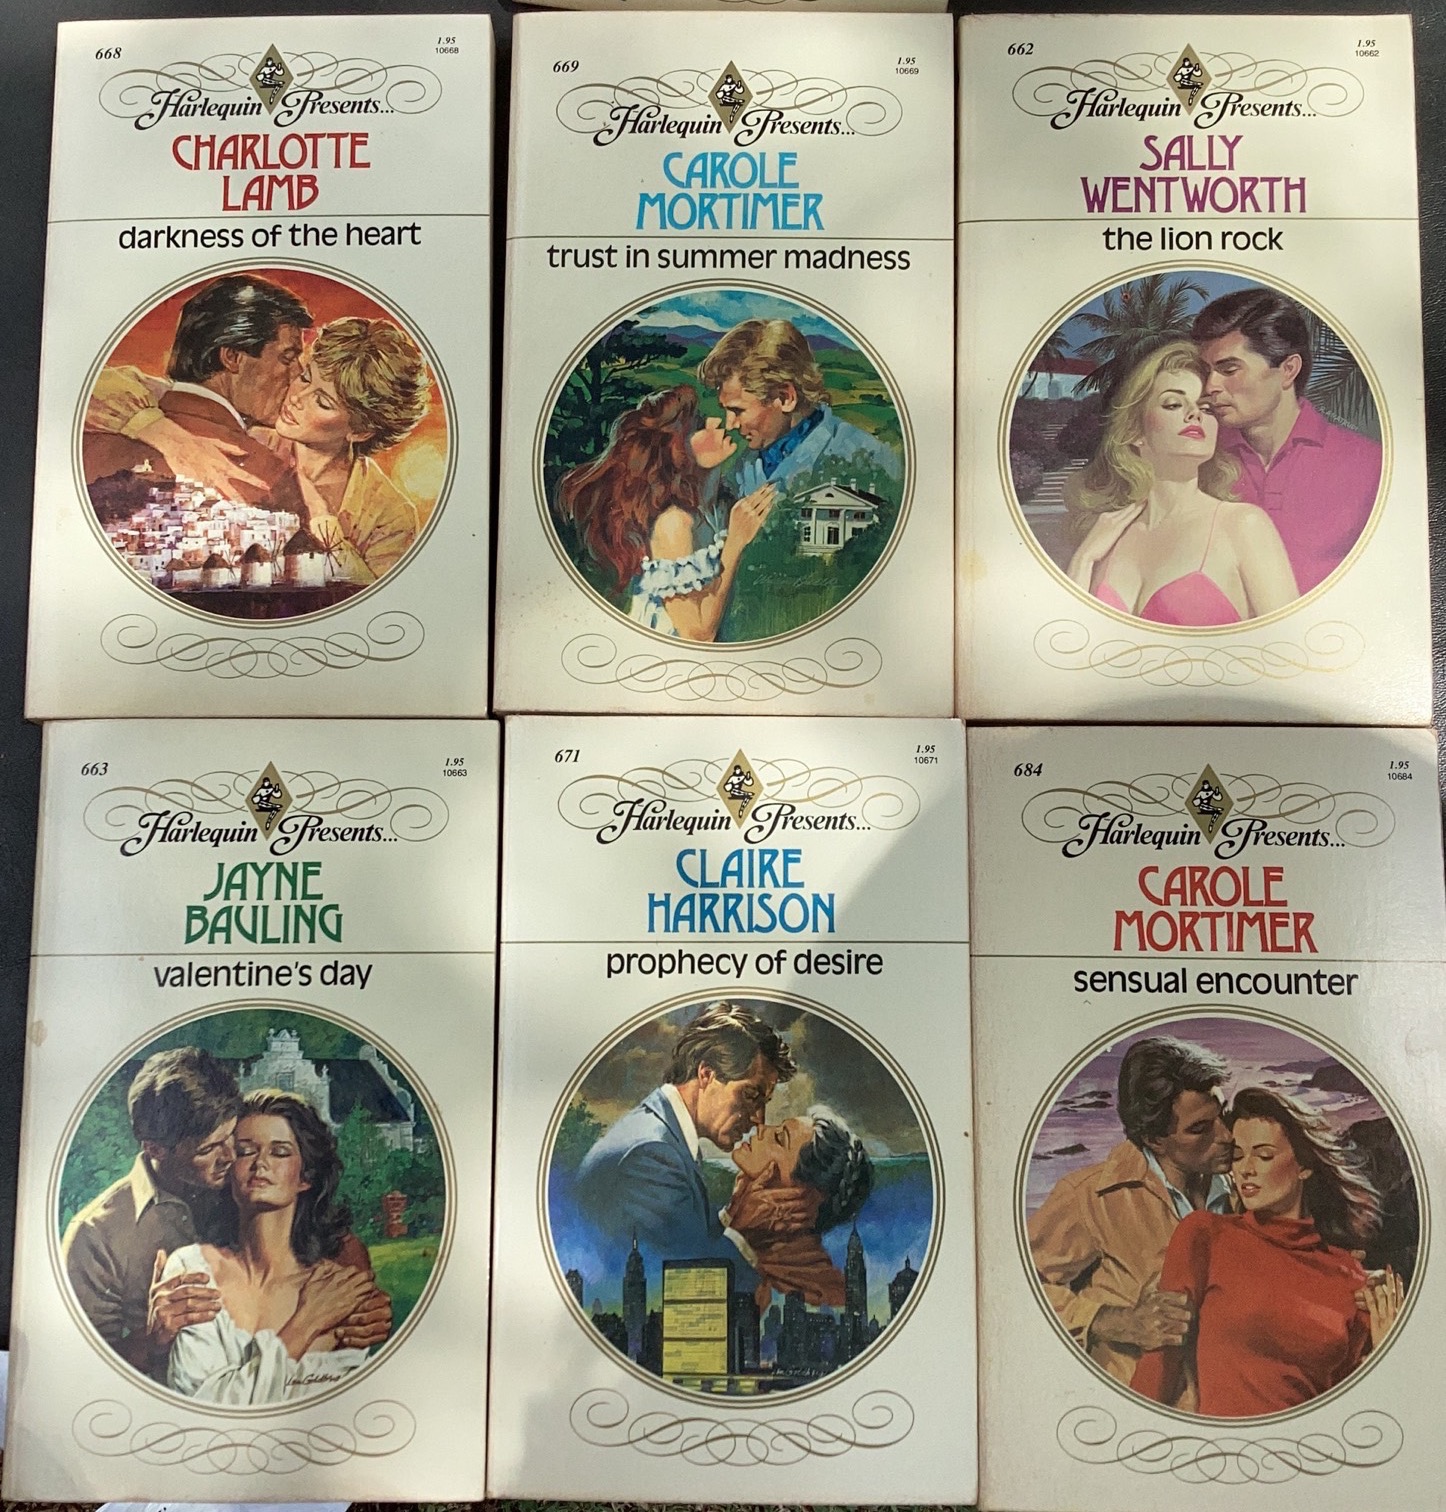 668
1.95
10668
Harlequin Presents...
CHARLOTTE
LAMB
darkness of the heart
669
1.95
10669
Harlequin Presents...
CAROLE
MORTIMER
trust in summer madness
662
1.95
10662
Harlequin Presents...
SALLY
WENTWORTH
the lion rock
663
1.95
10663
Harlequin Presents...
JAYNE
BAULING
valentine's day
671
1.95
10671
Harlequin Presents...
CLAIRE
HARRISON
prophecy of desire
684
1.95
10684
Harlequin Presents...
CAROLE
MORTIMER
sensual encounter